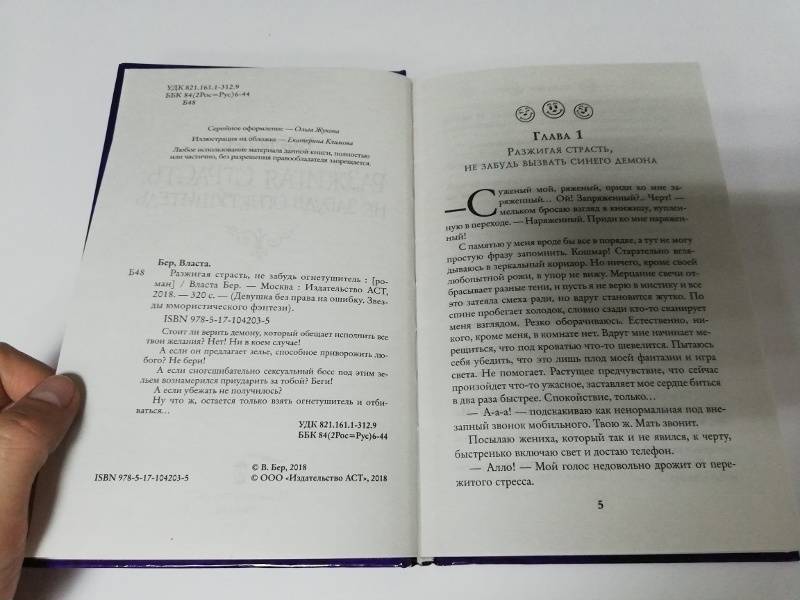 УДК 821.161.1-312.9
ББК 84(2Рос=Рус)6-44
Б48
Серийное оформление — Ольга Жукова
Иллюстрация на обложке — Екатерина Климова
Любое использование материала данной книги, полностью
или частично, без разрешения правообладателя запрещается.
Бер, Власта.
Б48 Разжигая страсть, не забудь огнетушитель : [ро-
ман] / Власта Бер. — Москва : Издательство АСТ,
2018. — 320 с. — (Девушка без права на ошибку. Звез-
ды юмористического фэнтези).
ISBN 978-5-17-104203-5
Стоит ли верить демону, который обещает исполнить все
твои желания? Нет! Ни в коем случае!
А если он предлагает зелье, способное приворожить лю-
бого? Не бери!
А если сногсшибательно сексуальный босс под этим зе-
льем вознамерился приударить за тобой? Беги!
А если убежать не получилось?
Ну что ж, остается только взять огнетушитель и отби-
ваться...
УДК 821.161.1-312.9
ББК 84(2Рос=Рус)6-44
© В. Бер, 2018
ISBN 978-5-17-104203-5 © ООО «Издательство АСТ», 2018
Глава 1
Разжигая страсть,
не забудь вызвать синего демона
— Суженый мой, ряженый, приди ко мне за-
ряженный... Ой! Запряженный?.. Черт! —
мельком бросаю взгляд в книжицу, куплен-
ную в переходе. — Наряженный. Приди ко мне наряжен-
ный!
С памятью у меня вроде бы все в порядке, а тут не могу
простую фразу запомнить. Кошмар! Старательно вгля-
дываюсь в зеркальный коридор. Но ничего, кроме своей
любопытной рожи, в упор не вижу. Мерцание свечи от-
брасывает разные тени, и пусть я не верю в мистику и все
это затеяла смеха ради, но вдруг становится жутко. По
спине пробегает холодок, словно сзади кто-то сканирует
меня взглядом. Резко оборачиваюсь. Естественно, ни-
кого, кроме меня, в комнате нет. Вдруг мне начинает ме-
рещиться, что под кроватью что-то шевелится. Пытаюсь
себя убедить, что это лишь плод моей фантазии и игра
света. Не помогает. Растущее предчувствие, что сейчас
произойдет что-то ужасное, заставляет мое сердце биться
в два раза быстрее. Спокойствие, только...
— А-а-а! — подскакиваю как ненормальная под вне-
запный звонок мобильного. Твою ж. Мать звонит.
Посылаю жениха, который так и не явился, к черту,
быстренько включаю свет и достаю телефон.
— Алло! — Мой голос недовольно дрожит от пере-
житого стресса.
5